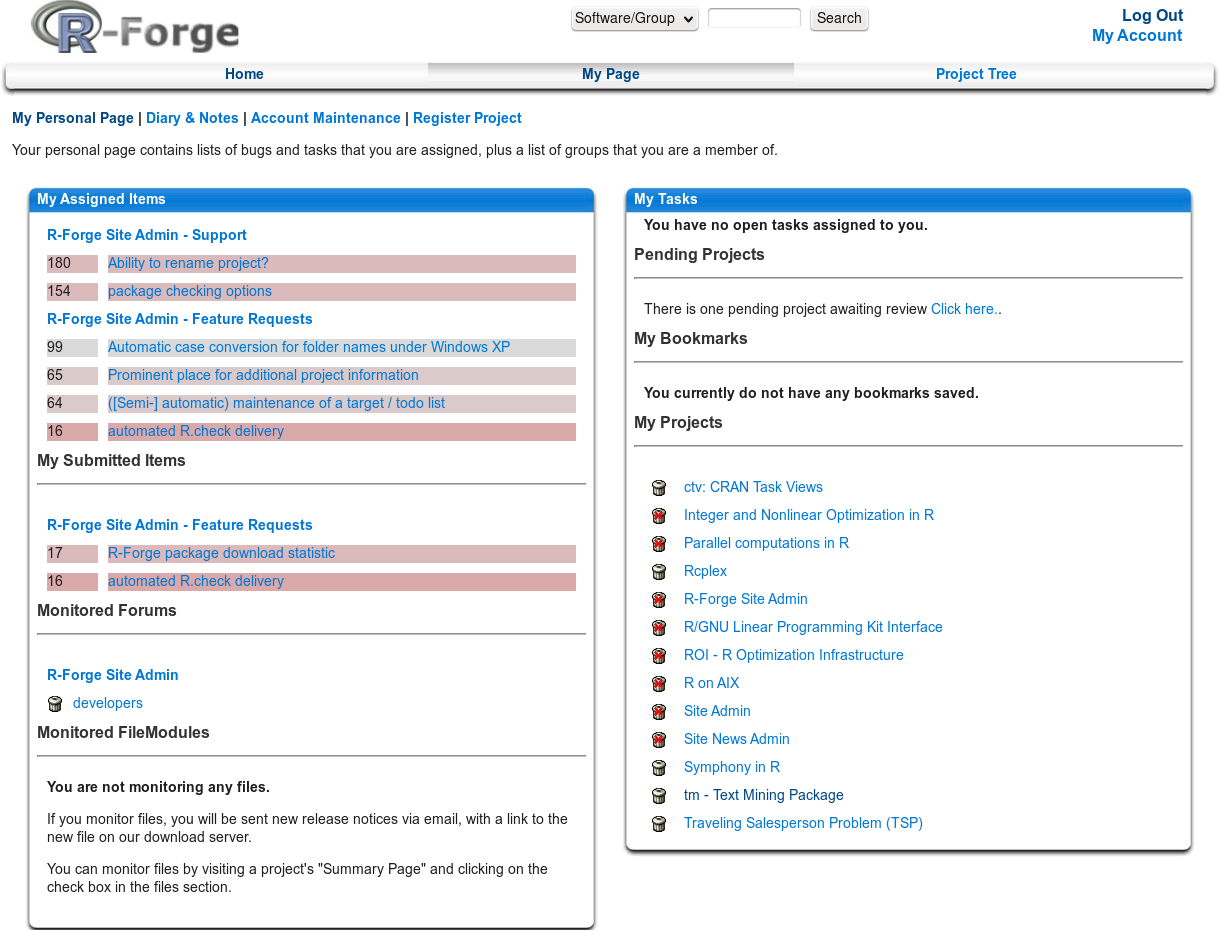 R-Forge
Software/Group Search
Log Out
My Account
Home My Page Project Tree
My Personal Page | Diary & Notes | Account Maintenance | Register Project
Your personal page contains lists of bugs and tasks that you are assigned, plus a list of groups that you are a member of.
My Assigned Items
R-Forge Site Admin - Support
180 Ability to rename project?
154 package checking options
R-Forge Site Admin - Feature Requests
99 Automatic case conversion for folder names under Windows XP
65 Prominent place for additional project information
64 ([Semi-] automatic) maintenance of a target / todo list
16 automated R.check delivery
My Submitted Items
R-Forge Site Admin - Feature Requests
17 R-Forge package download statistic
16 automated R.check delivery
Monitored Forums
R-Forge Site Admin
developers
Monitored FileModules
You are not monitoring any files.
If you monitor files, you will be sent new release notices via email, with a link to the
new file on our download server.
You can monitor files by visiting a project's "Summary Page" and clicking on the
check box in the files section.
My Tasks
You have no open tasks assigned to you.
Pending Projects
There is one pending project awaiting review Click here..
My Bookmarks
You currently do not have any bookmarks saved.
My Projects
ctv: CRAN Task Views
Integer and Nonlinear Optimization in R
Parallel computations in R
Rcplex
R-Forge Site Admin
R/GNU Linear Programming Kit Interface
ROI - R Optimization Infrastructure
R on AIX
Site Admin
Site News Admin
Symphony in R
tm - Text Mining Package
Traveling Salesperson Problem (TSP)